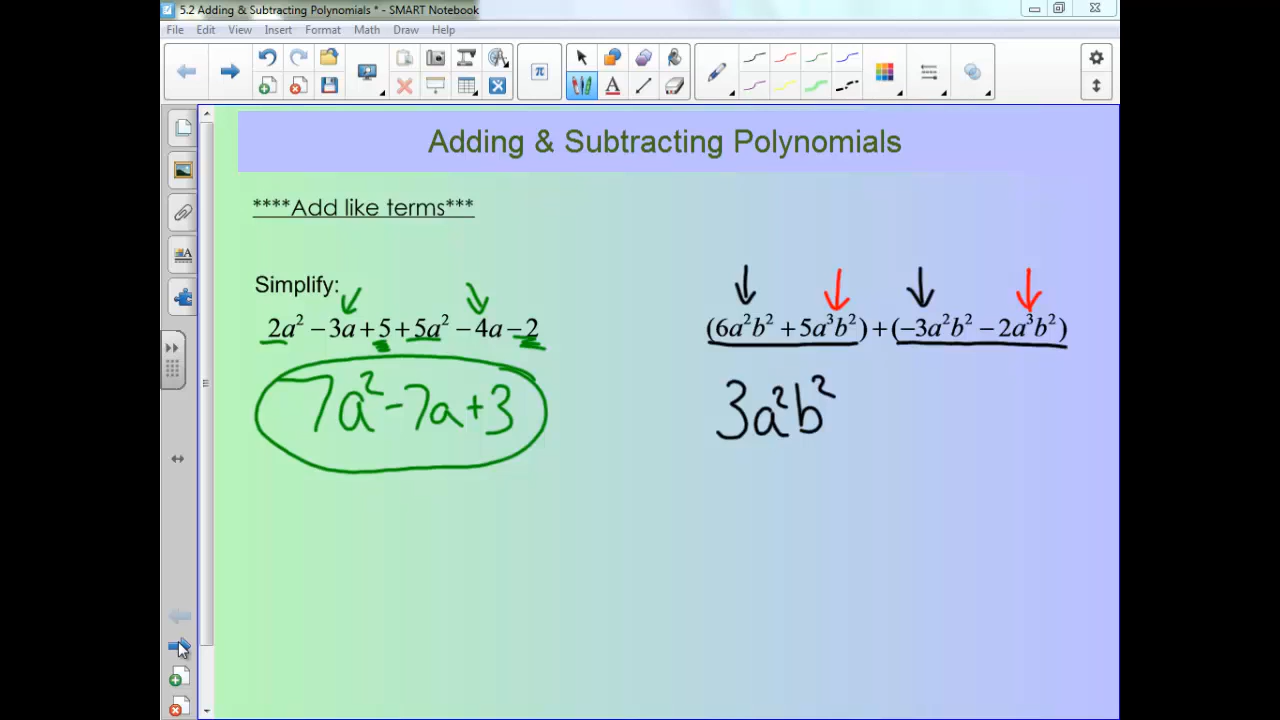 5.2 Adding & Subtracting Polynomials * - SMART Notebook
File Edit View Insert Format Math Draw Help
π
A
Adding & Subtracting Polynomials
****Add like terms***
Simplify:
2a² − 3a + 5 + 5a² − 4a − 2
7a² - 7a + 3
(6a²b² + 5a³b²) + (−3a²b² − 2a³b²)
3a²b²